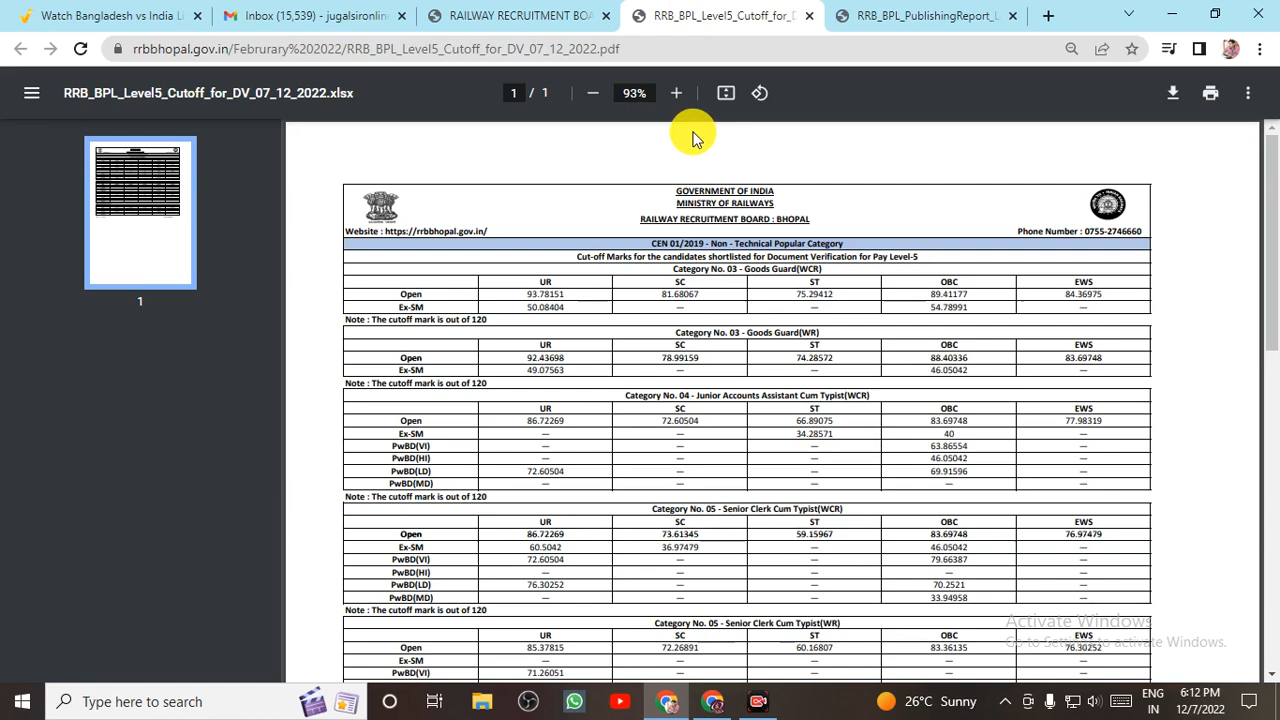 Watch Bangladesh vs India Li
Inbox (15,539) - jugalsironline
RAILWAY RECRUITMENT BOA
RRB_BPL_Level5_Cutoff_for_D
RRB_BPL_PublishingReport_L
rrbbhopal.gov.in/Februrary%202022/RRB_BPL_Level5_Cutoff_for_DV_07_12_2022.pdf
RRB_BPL_Level5_Cutoff_for_DV_07_12_2022.xlsx 1 / 1 93%
GOVERNMENT OF INDIA
MINISTRY OF RAILWAYS
RAILWAY RECRUITMENT BOARD : BHOPAL
Website : https://rrbbhopal.gov.in/ Phone Number : 0755-2746660
CEN 01/2019 - Non - Technical Popular Category
Cut-off Marks for the candidates shortlisted for Document Verification for Pay Level-5
Category No. 03 - Goods Guard(WCR)
UR SC ST OBC EWS
Open 93.78151 81.68067 75.29412 89.41177 84.36975
Ex-SM 50.08404 — — 54.78991 —
Note : The cutoff mark is out of 120
Category No. 03 - Goods Guard(WR)
UR SC ST OBC EWS
Open 92.43698 78.99159 74.28572 88.40336 83.69748
Ex-SM 49.07563 — — 46.05042 —
Note : The cutoff mark is out of 120
Category No. 04 - Junior Accounts Assistant Cum Typist(WCR)
UR SC ST OBC EWS
Open 86.72269 72.60504 66.89075 83.69748 77.98319
Ex-SM — — 34.28571 40 —
PwBD(VI) — — — 63.86554 —
PwBD(HI) — — — 46.05042 —
PwBD(LD) 72.60504 — — 69.91596 —
PwBD(MD) — — — — —
Note : The cutoff mark is out of 120
Category No. 05 - Senior Clerk Cum Typist(WCR)
UR SC ST OBC EWS
Open 86.72269 73.61345 59.15967 83.69748 76.97479
Ex-SM 60.5042 36.97479 — 46.05042 —
PwBD(VI) 72.60504 — — 79.66387 —
PwBD(HI) — — — — —
PwBD(LD) 76.30252 — — 70.2521 —
PwBD(MD) — — — 33.94958 —
Note : The cutoff mark is out of 120
Category No. 05 - Senior Clerk Cum Typist(WR)
UR SC ST OBC EWS
Open 85.37815 72.26891 60.16807 83.36135 76.30252
Ex-SM — — — — —
PwBD(VI) 71.26051 — — — —
1
Activate Windows
Go to Settings to activate Windows.
Type here to search
26°C Sunny
ENG
IN
6:12 PM
12/7/2022